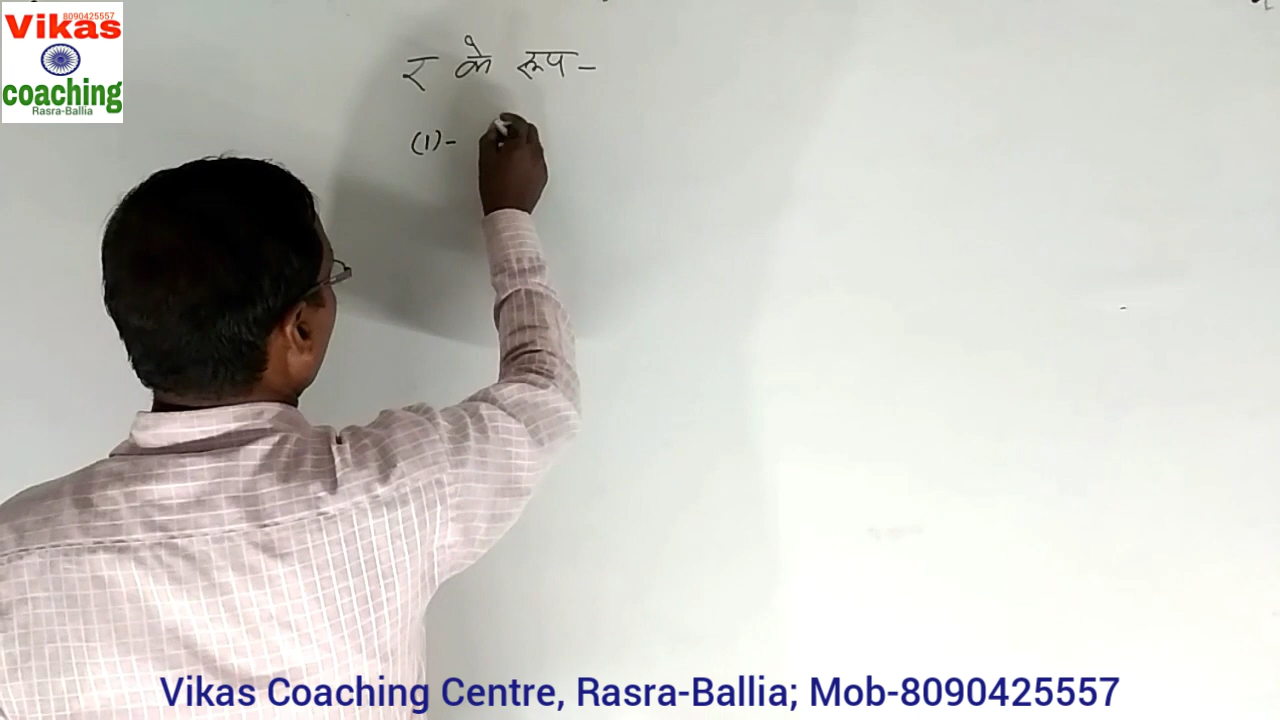 8090425557
Vikas
coaching
Rasra-Ballia
र के रूप-
(1)-
Vikas Coaching Centre, Rasra-Ballia; Mob-8090425557